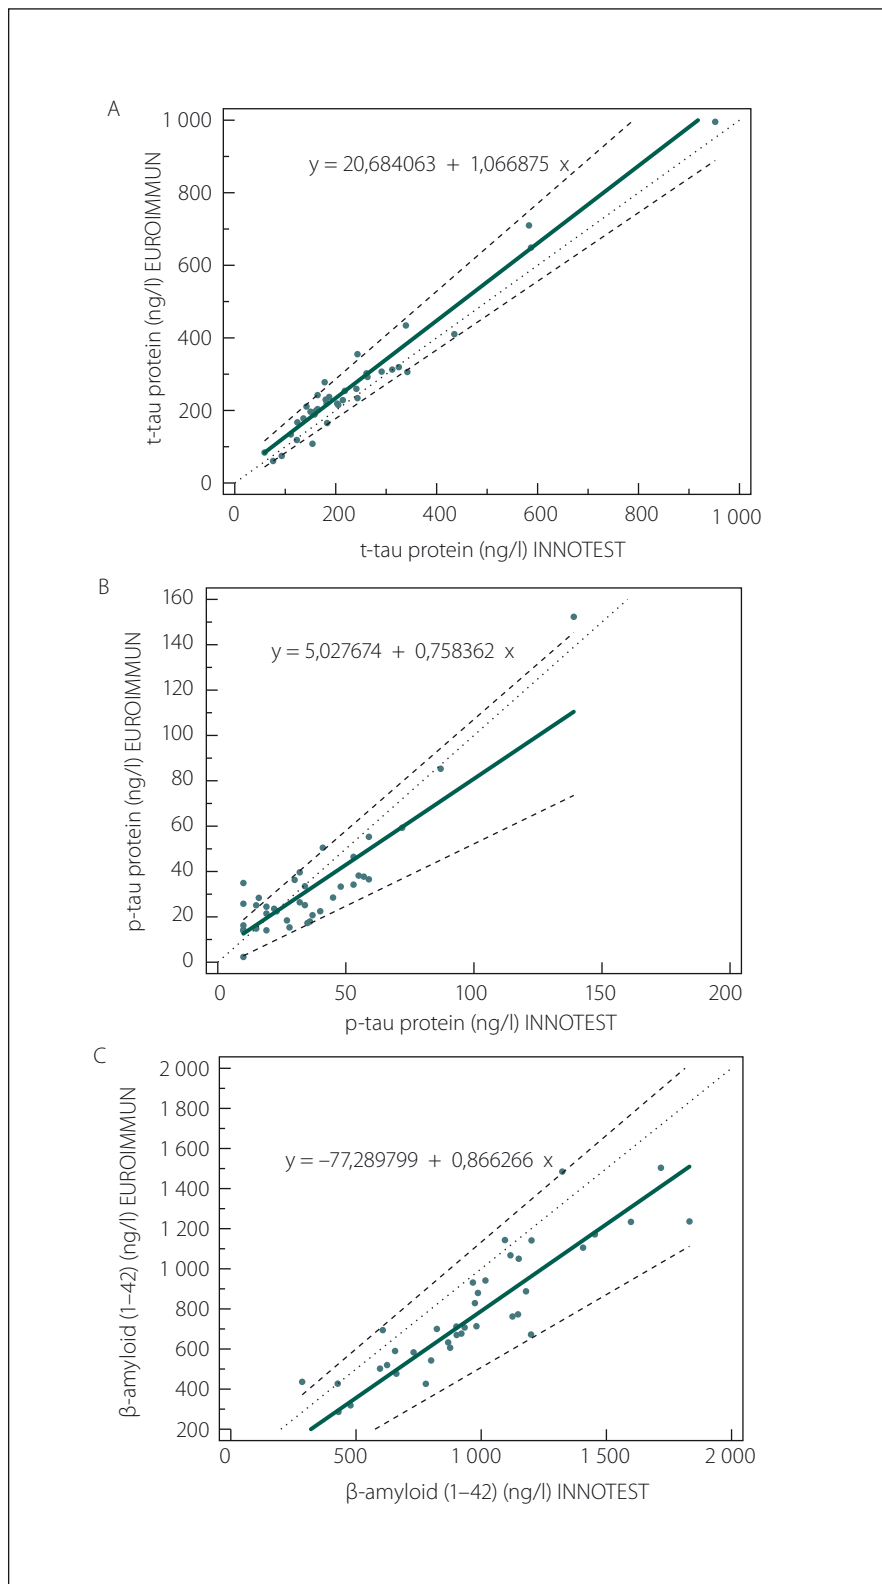 A
t-tau protein (ng/l) EUROIMMUN
1 000
800
600
400
200
0
y = 20,684063 + 1,066875 x
0 200 400 600 800 1 000
t-tau protein (ng/l) INNOTEST
B
p-tau protein (ng/l) EUROIMMUN
160
140
120
100
80
60
40
20
0
y = 5,027674 + 0,758362 x
0 50 100 150 200
p-tau protein (ng/l) INNOTEST
C
β-amyloid (1–42) (ng/l) EUROIMMUN
2 000
1 800
1 600
1 400
1 200
1 000
800
600
400
200
y = –77,289799 + 0,866266 x
0 500 1 000 1 500 2 000
β-amyloid (1–42) (ng/l) INNOTEST